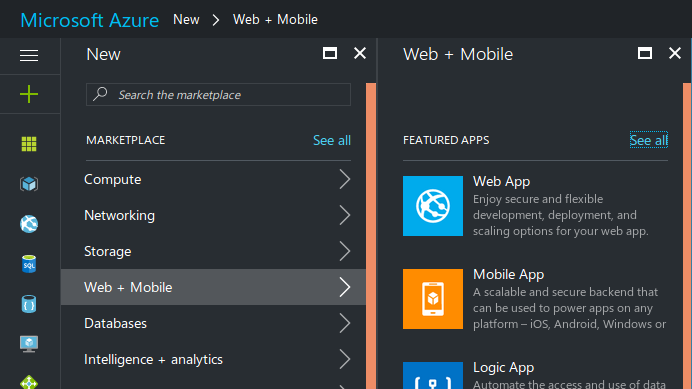 Microsoft Azure New > Web + Mobile
New
Search the marketplace
MARKETPLACE See all
Compute
Networking
Storage
Web + Mobile
Databases
Intelligence + analytics
SQL
Web + Mobile
FEATURED APPS See all
Web App
Enjoy secure and flexible
development, deployment, and
scaling options for your web app.
Mobile App
A scalable and secure backend that
can be used to power apps on any
platform – iOS, Android, Windows or
Logic App
Automate the access and use of data